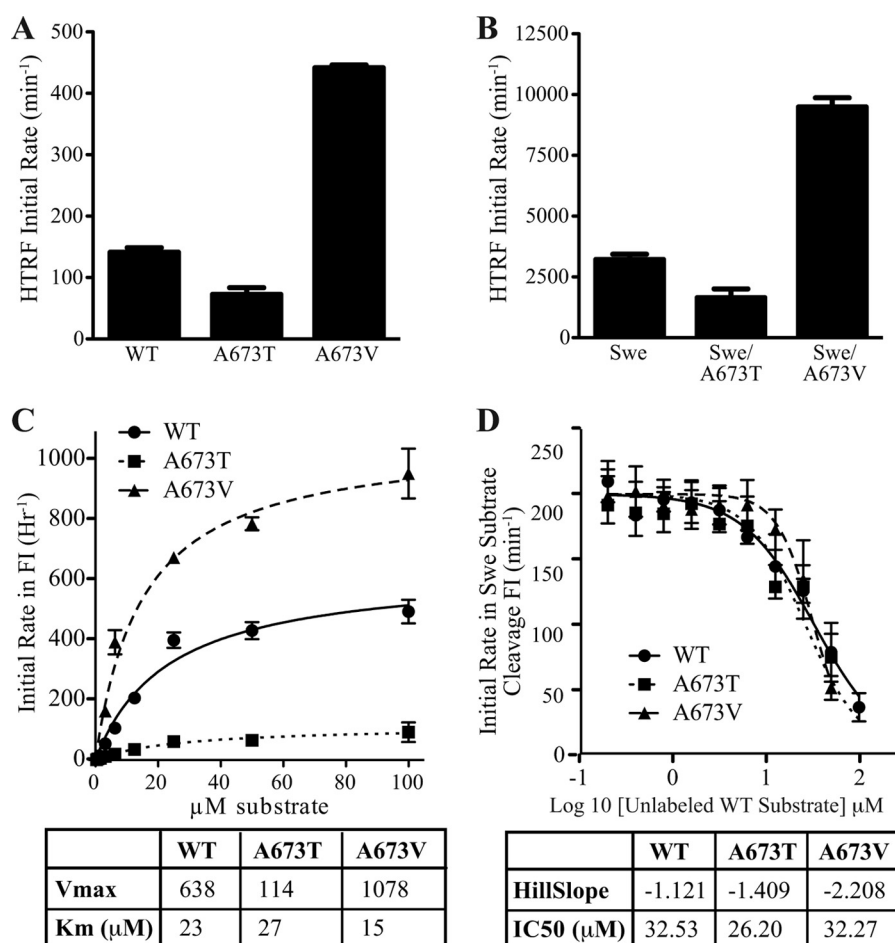 A
HTRF Initial Rate (min-1)
500
400
300
200
100
0
WT
A673T
A673V
B
HTRF Initial Rate (min-1)
12500
10000
7500
5000
2500
0
Swe
Swe/
A673T
Swe/
A673V
C
WT
A673T
A673V
Initial Rate in FI (Hr-1)
1000
800
600
400
200
0
0 20 40 60 80 100
μM substrate
WT A673T A673V
Vmax 638 114 1078
Km (μM) 23 27 15
D
Initial Rate in Swe Subtrate
Cleavage FI (min-1)
250
200
150
100
50
0
WT
A673T
A673V
-1 0 1 2
Log 10 [Unlabeled WT Substrate] μM
WT A673T A673V
HillSlope -1.121 -1.409 -2.208
IC50 (μM) 32.53 26.20 32.27